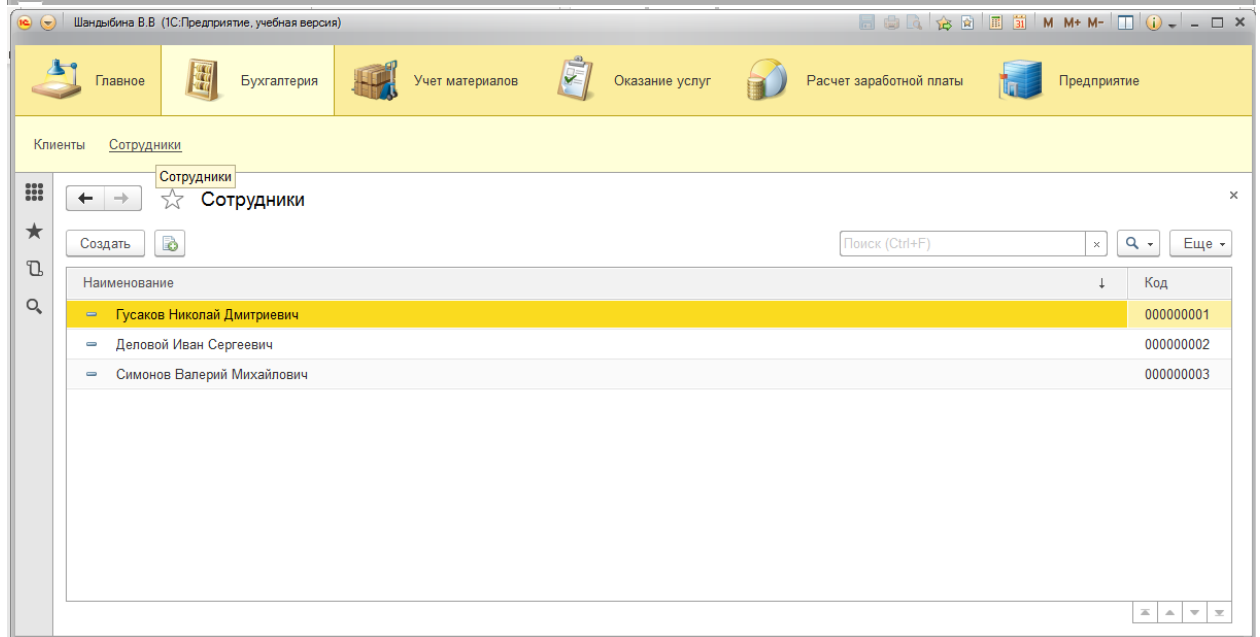 Шандыбина В.В (1С:Предприятие, учебная версия)
31 M M+ M-
Главное Бухгалтерия Учет материалов Оказание услуг Расчет заработной платы Предприятие
Клиенты Сотрудники
Сотрудники
Сотрудники
Создать Поиск (Ctrl+F) Еще
Наименование Код
Гусаков Николай Дмитриевич 000000001
Деловой Иван Сергеевич 000000002
Симонов Валерий Михайлович 000000003